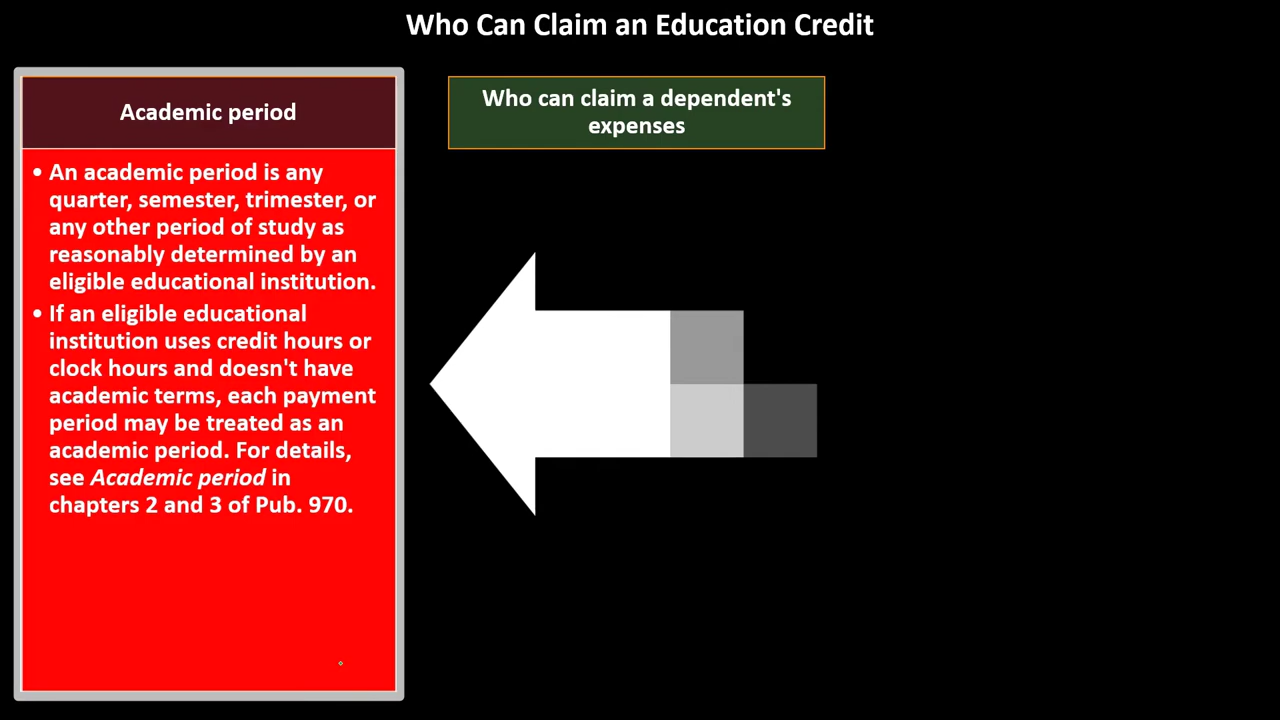 Who Can Claim an Education Credit
Academic period
• An academic period is any
quarter, semester, trimester, or
any other period of study as
reasonably determined by an
eligible educational institution.
• If an eligible educational
institution uses credit hours or
clock hours and doesn't have
academic terms, each payment
period may be treated as an
academic period. For details,
see Academic period in
chapters 2 and 3 of Pub. 970.
Who can claim a dependent's
expenses